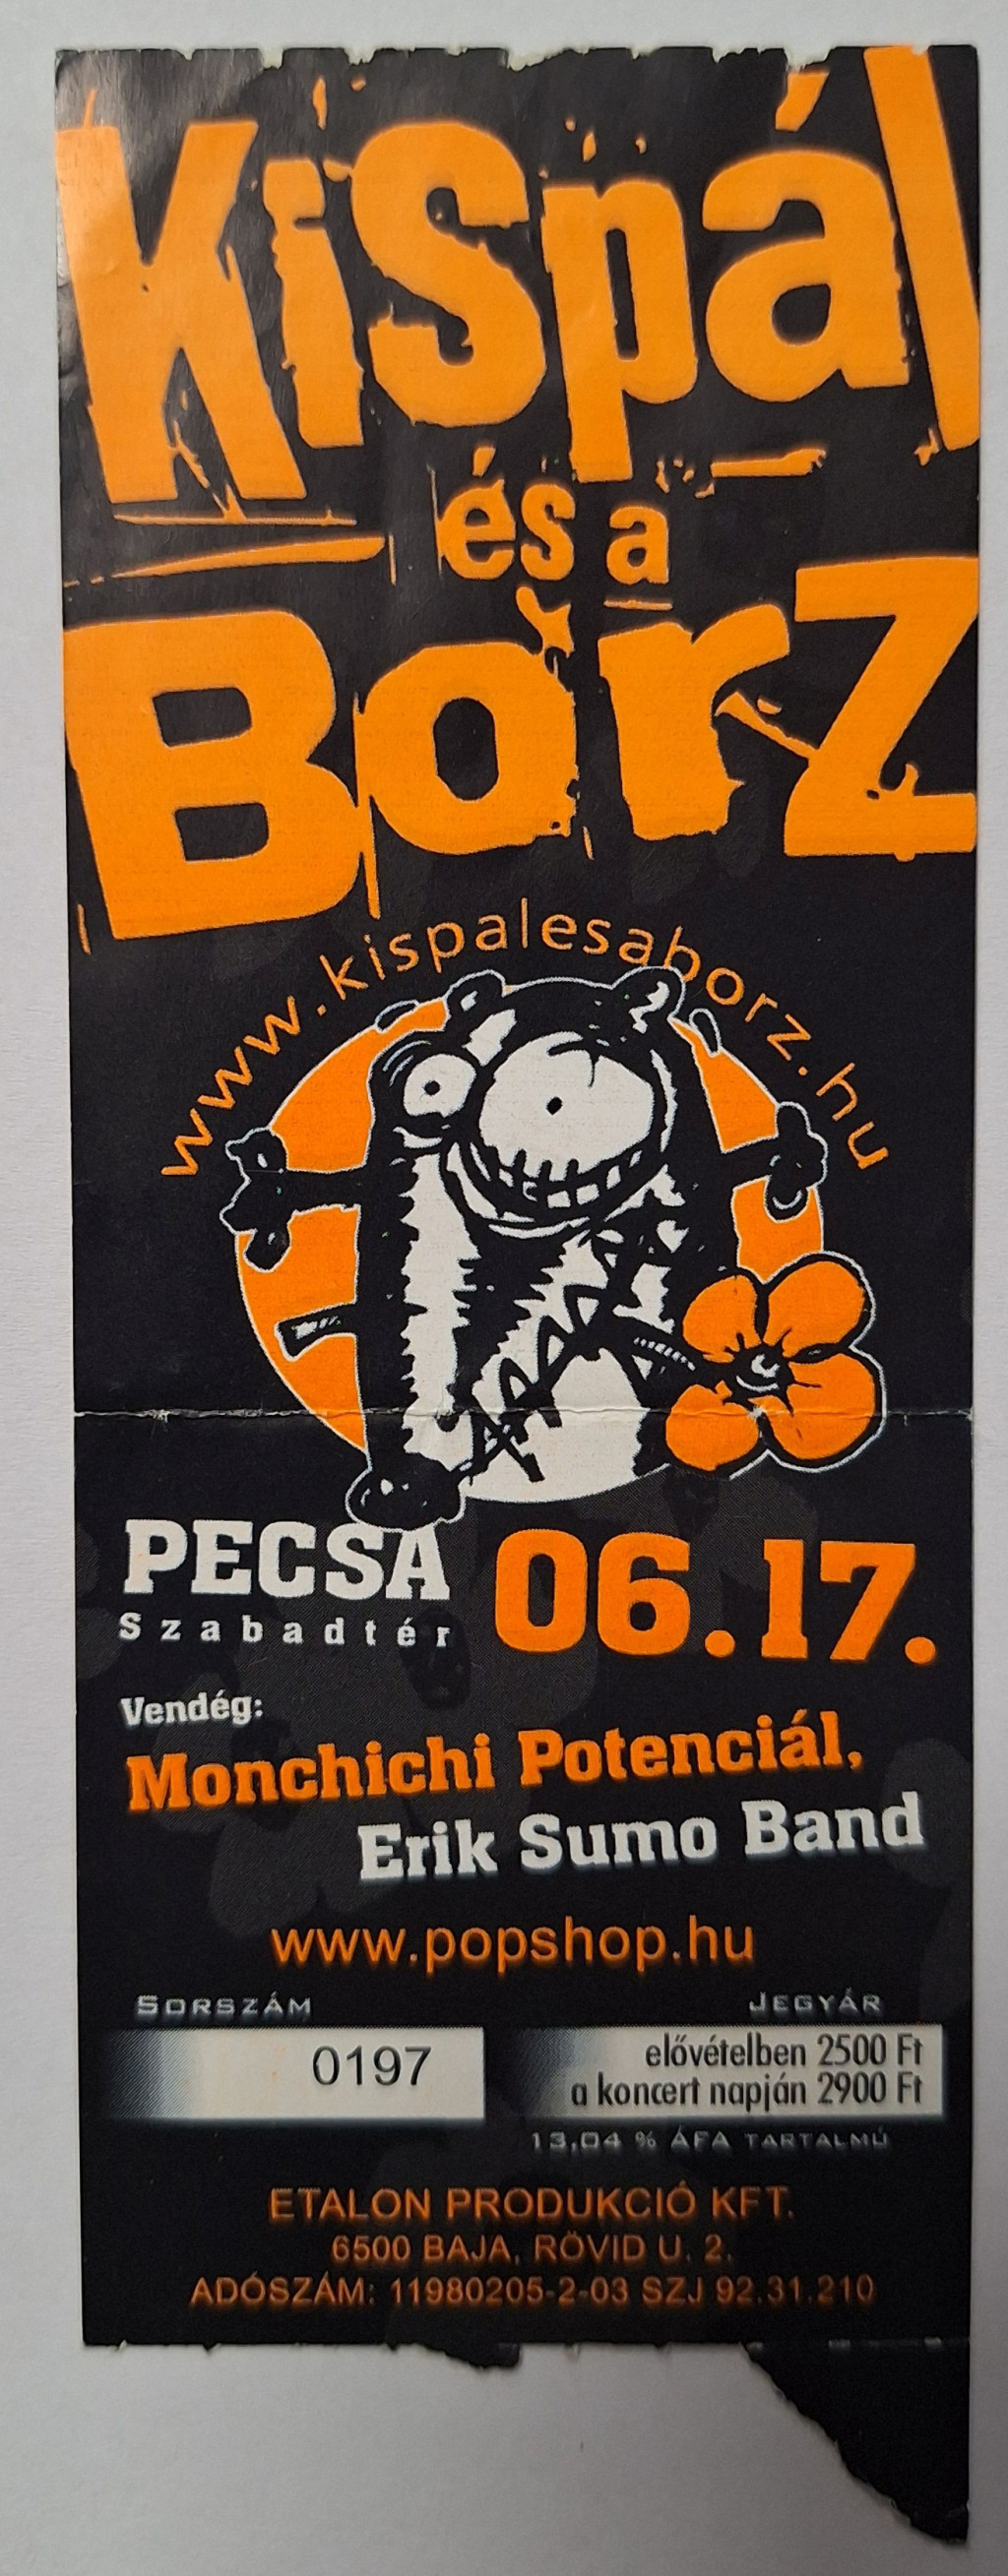 Kispál
és a
Borz
www.kispalesaborz.hu
PECSA
Szabadtér
06.17.
Vendég:
Monchichi Potenciál,
Erik Sumo Band
www.popshop.hu
SORSZÁM
0197
JEGYÁR
elővételben 2500 Ft
a koncert napján 2900 Ft
13,04 % ÁFA TARTALMÚ
ETALON PRODUKCIÓ KFT.
6500 BAJA, RÖVID U. 2.
ADÓSZÁM: 11980205-2-03 SZJ 92.31.210